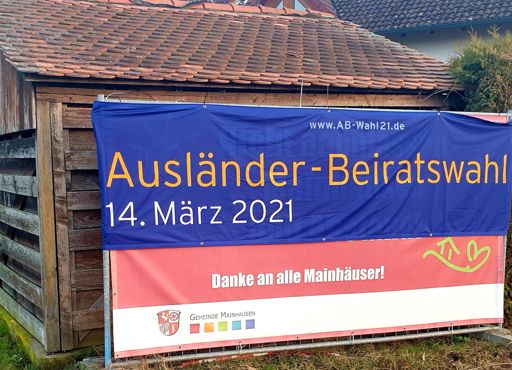 www.AB-Wahl21.de
Ausländer-Beiratswahl
14. März 2021
Danke an alle Mainhäuser!
GEMEINDE MAINHAUSEN